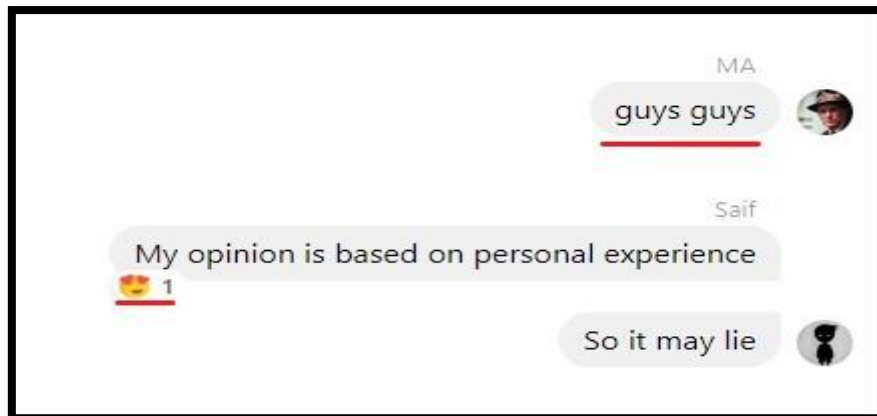 MA
guys guys
Saif
My opinion is based on personal experience
😍 1
So it may lie